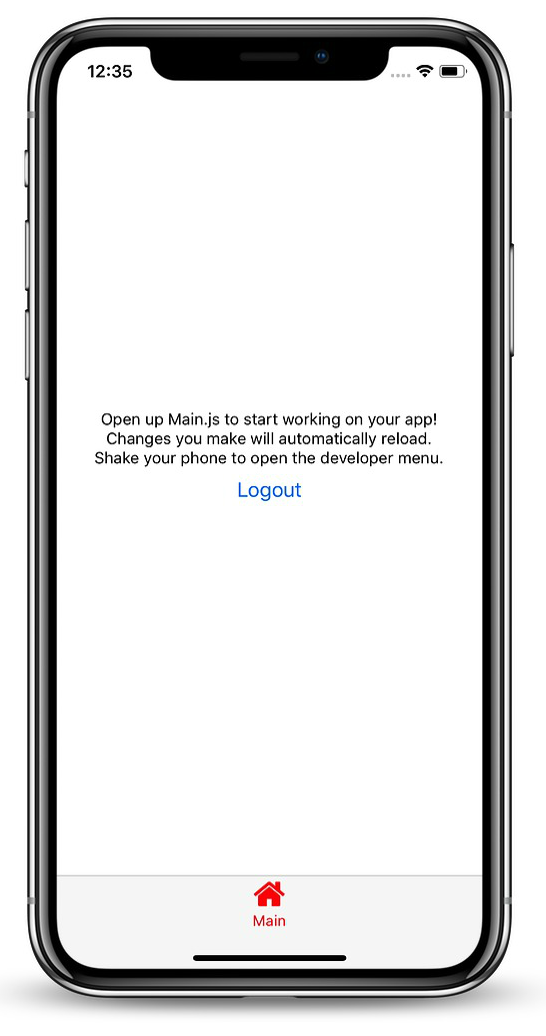 12:35
Open up Main.js to start working on your app!
Changes you make will automatically reload.
Shake your phone to open the developer menu.
Logout
Main